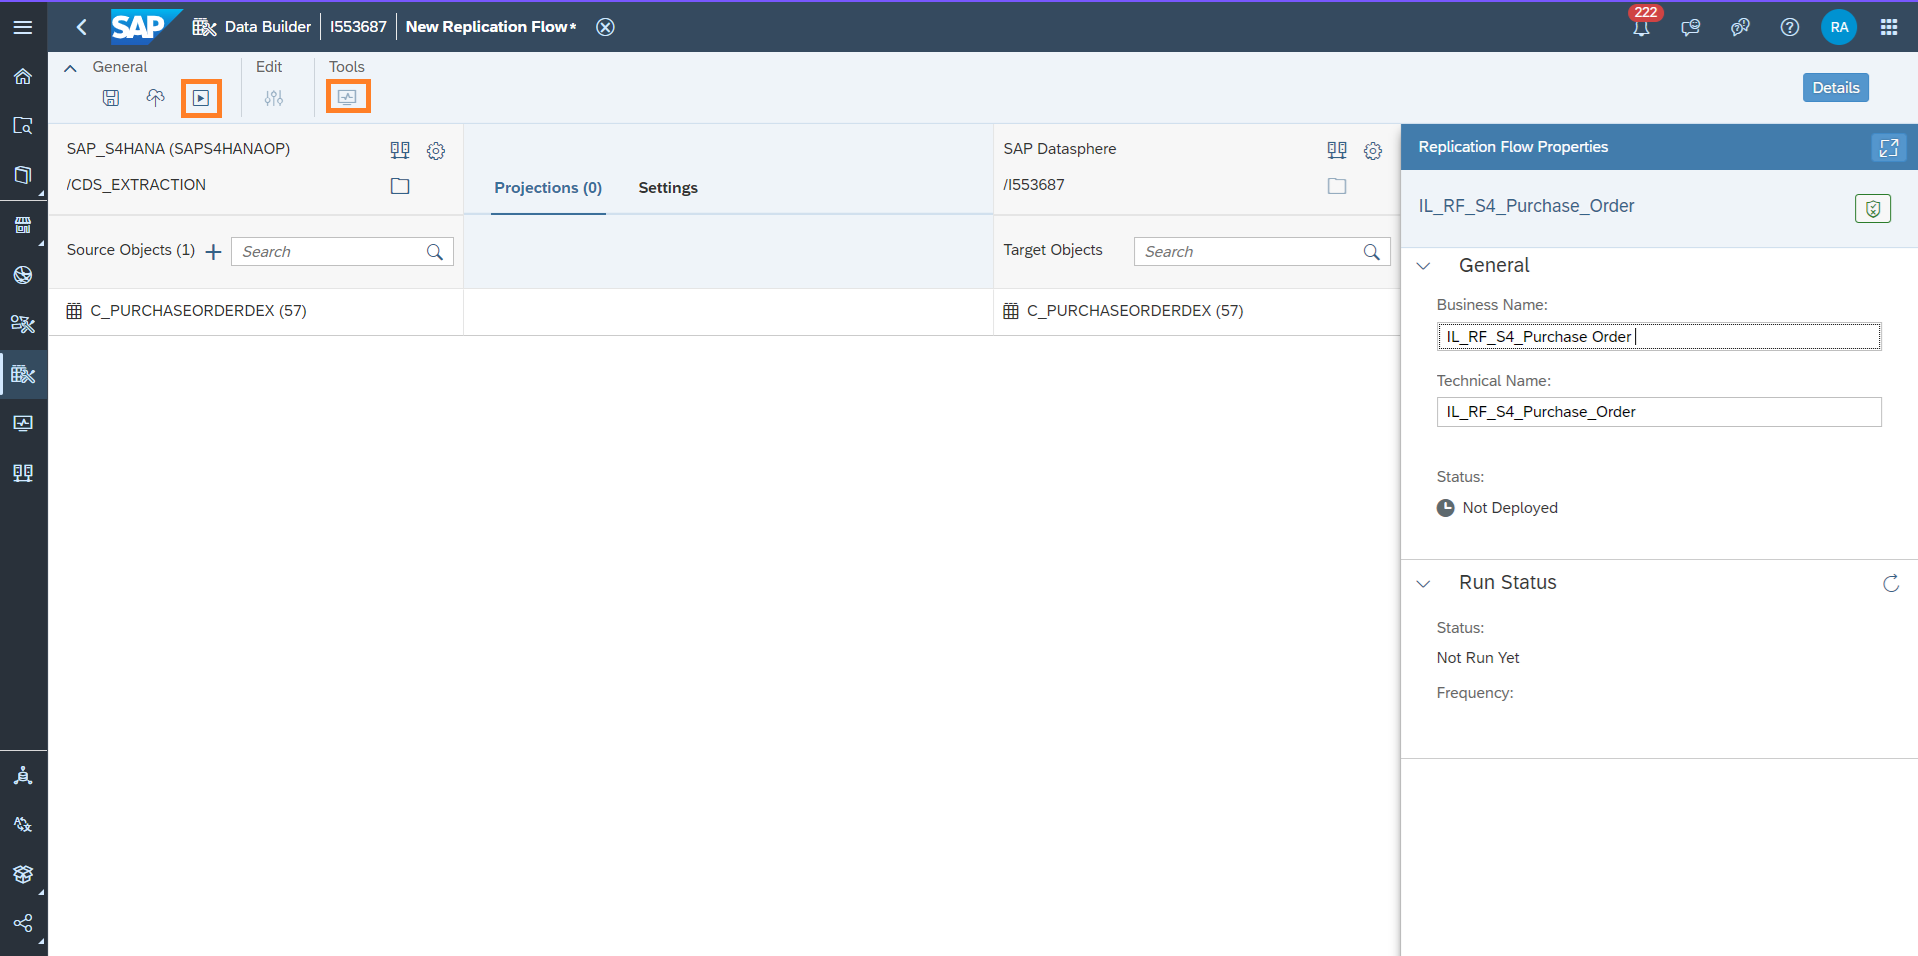 SAP Data Builder I553687 New Replication Flow* 222 RA
General Edit Tools
Details
SAP_S4HANA (SAPS4HANAOP)
/CDS_EXTRACTION
Projections (0) Settings
SAP Datasphere
/I553687
Source Objects (1) Search
Target Objects Search
C_PURCHASEORDERDEX (57)
C_PURCHASEORDERDEX (57)
Replication Flow Properties
IL_RF_S4_Purchase_Order
General
Business Name:
IL_RF_S4_Purchase Order
Technical Name:
IL_RF_S4_Purchase_Order
Status:
Not Deployed
Run Status
Status:
Not Run Yet
Frequency: